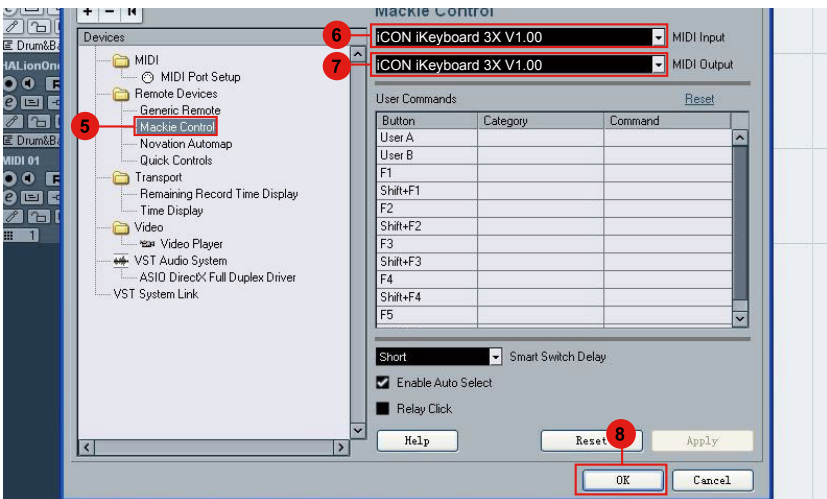 Mackie Control
Devices
6
iCON iKeyboard 3X V1.00
MIDI Input
7
iCON iKeyboard 3X V1.00
MIDI Output
MIDI
MIDI Port Setup
Remote Devices
Generic Remote
5
Mackie Control
Novation Automap
Quick Controls
Transport
Remaining Record Time Display
Time Display
Video
Video Player
VST Audio System
ASIO DirectX Full Duplex Driver
VST System Link
User Commands
Reset
Button Category Command
User A
User B
F1
Shift+F1
F2
Shift+F2
F3
Shift+F3
F4
Shift+F4
F5
Short
Smart Switch Delay
Enable Auto Select
Relay Click
Help
Reset
8
Apply
OK
Cancel
Drum&B
HALionOn
Drum&B
MIDI 01
1